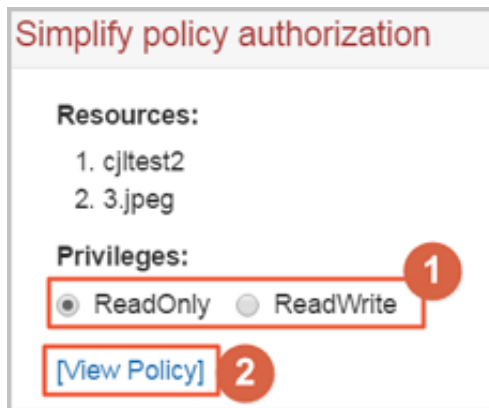 Simplify policy authorization
Resources:
1. cjltest2
2. 3.jpeg
Privileges:
1
ReadOnly ReadWrite
[View Policy] 2